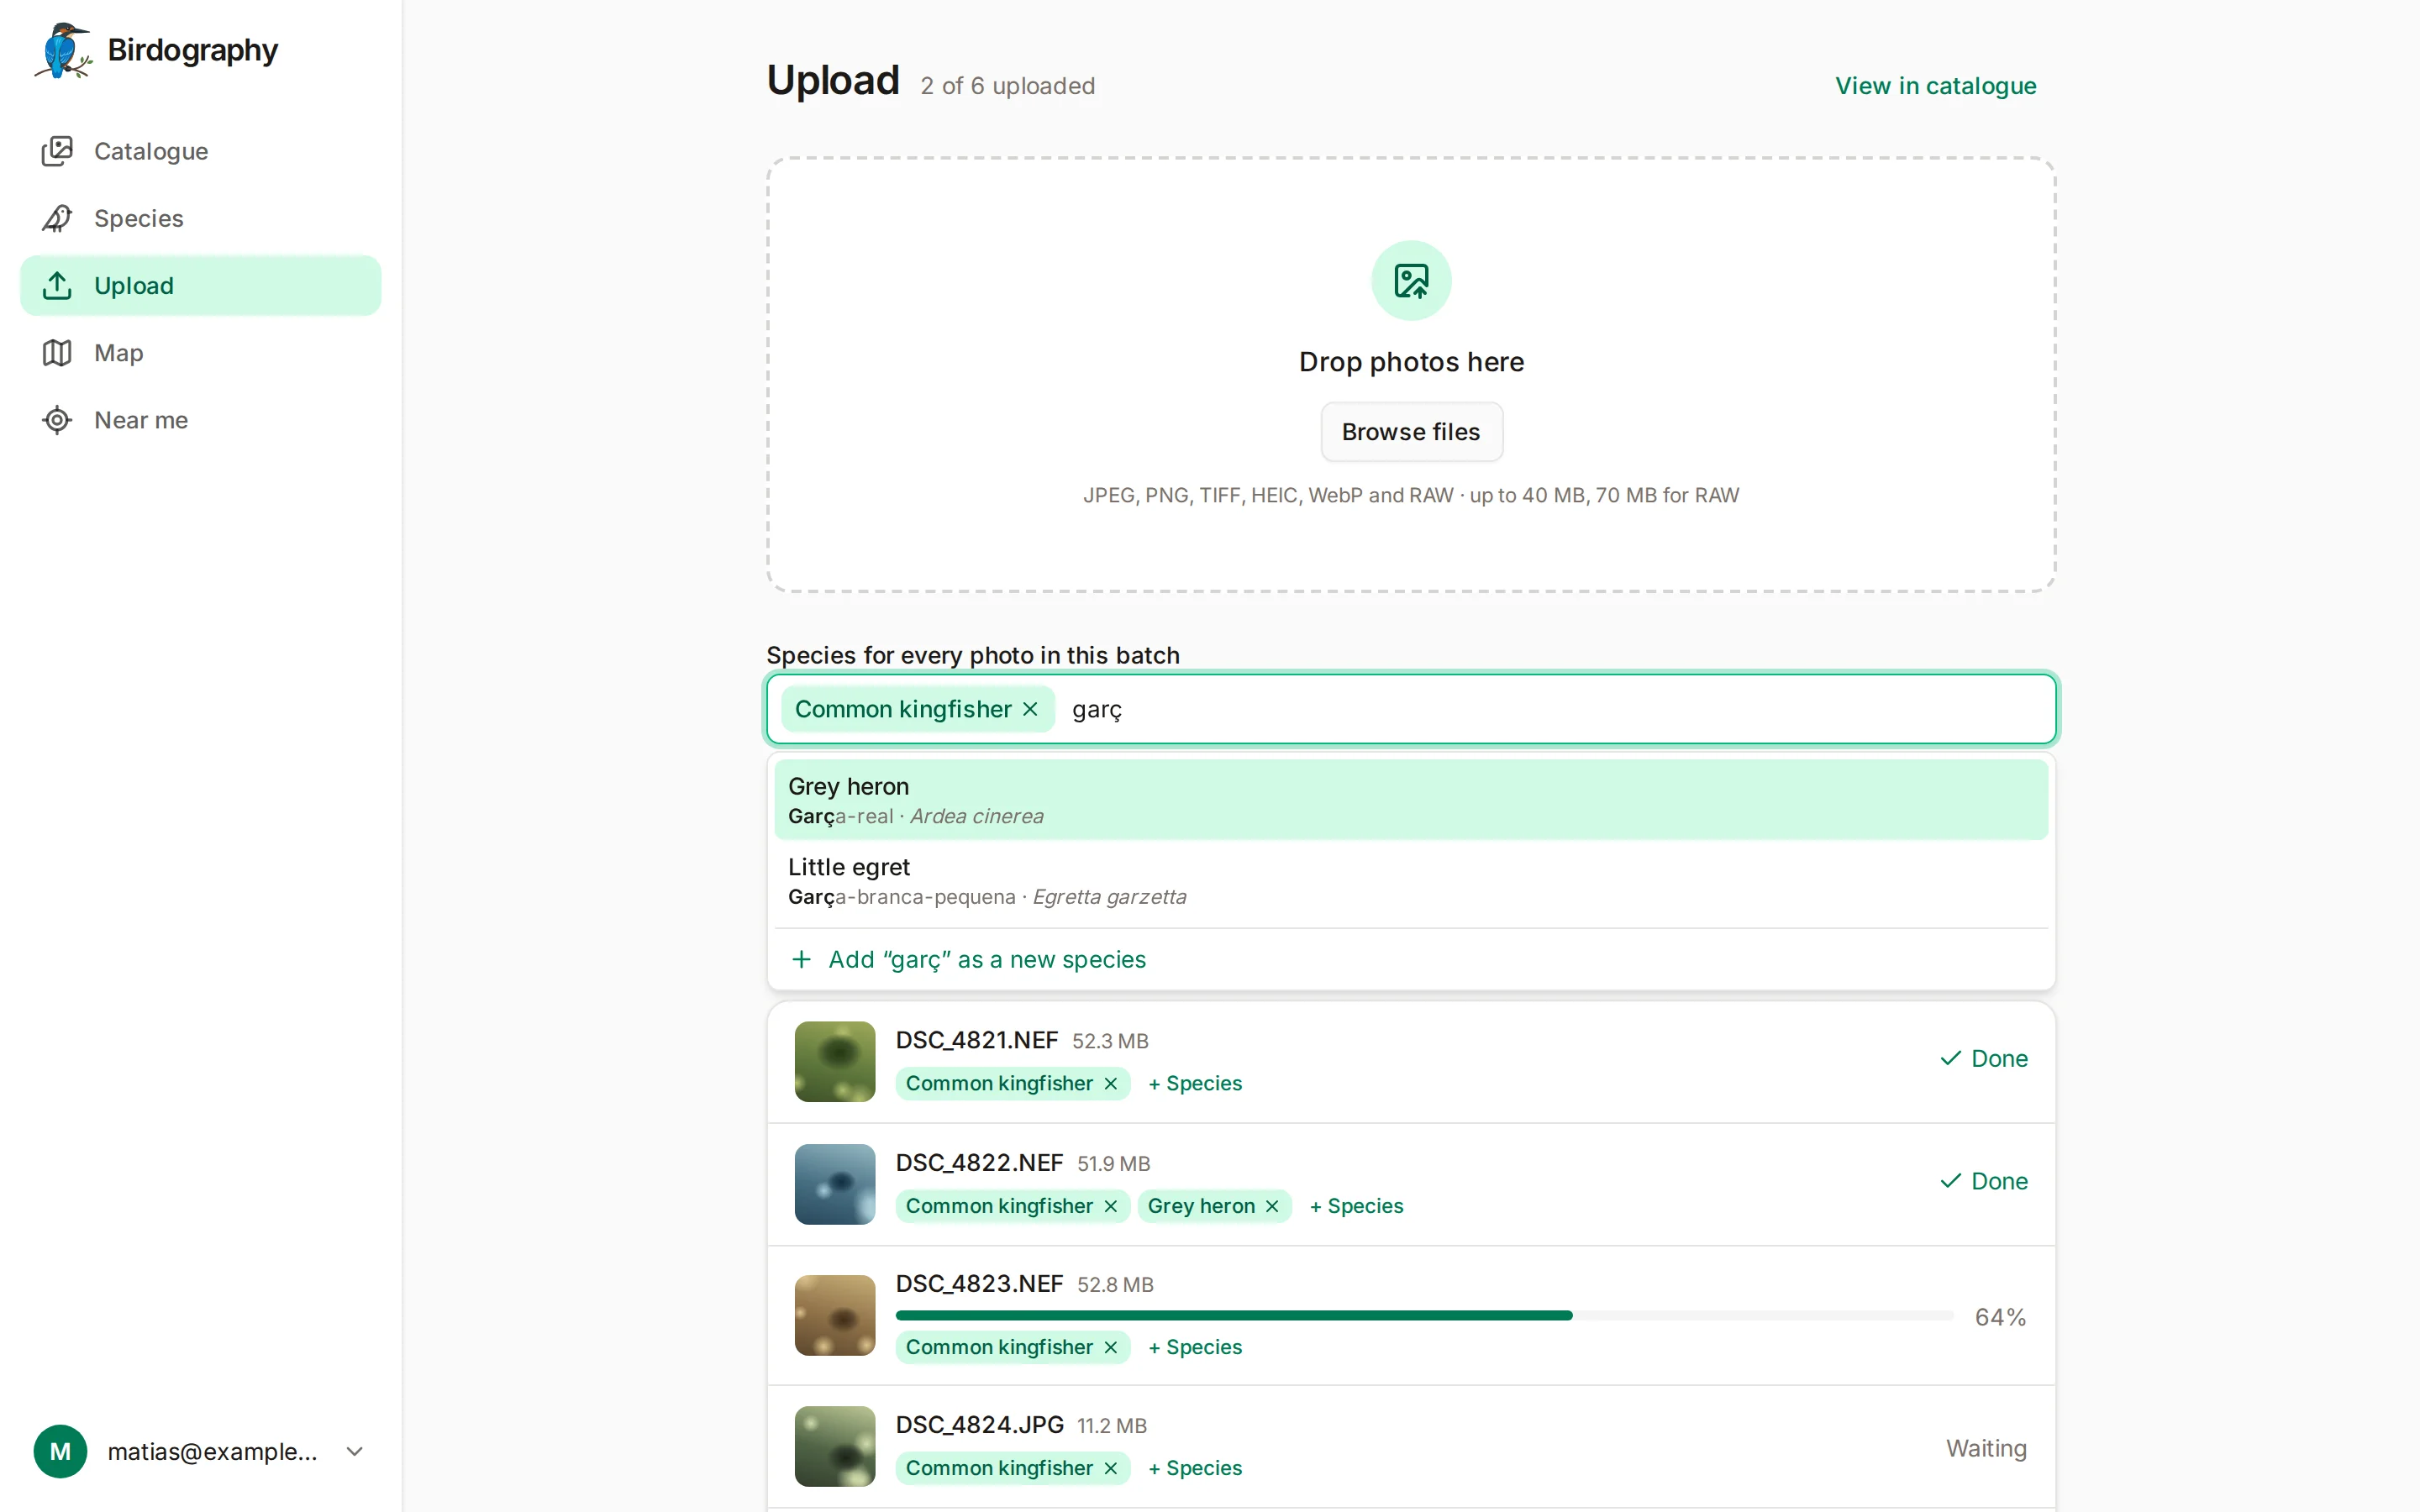 Birdography
Catalogue
Species
Upload
Map
Near me
matias@example...
Upload 2 of 6 uploaded
View in catalogue
Drop photos here
Browse files
JPEG, PNG, TIFF, HEIC, WebP and RAW · up to 40 MB, 70 MB for RAW
Species for every photo in this batch
Common kingfisher garç
Grey heron
Garça-real · Ardea cinerea
Little egret
Garça-branca-pequena · Egretta garzetta
+ Add “garç” as a new species
DSC_4821.NEF 52.3 MB
Common kingfisher + Species
Done
DSC_4822.NEF 51.9 MB
Common kingfisher Grey heron + Species
Done
DSC_4823.NEF 52.8 MB
64%
Common kingfisher + Species
DSC_4824.JPG 11.2 MB
Common kingfisher + Species
Waiting
M